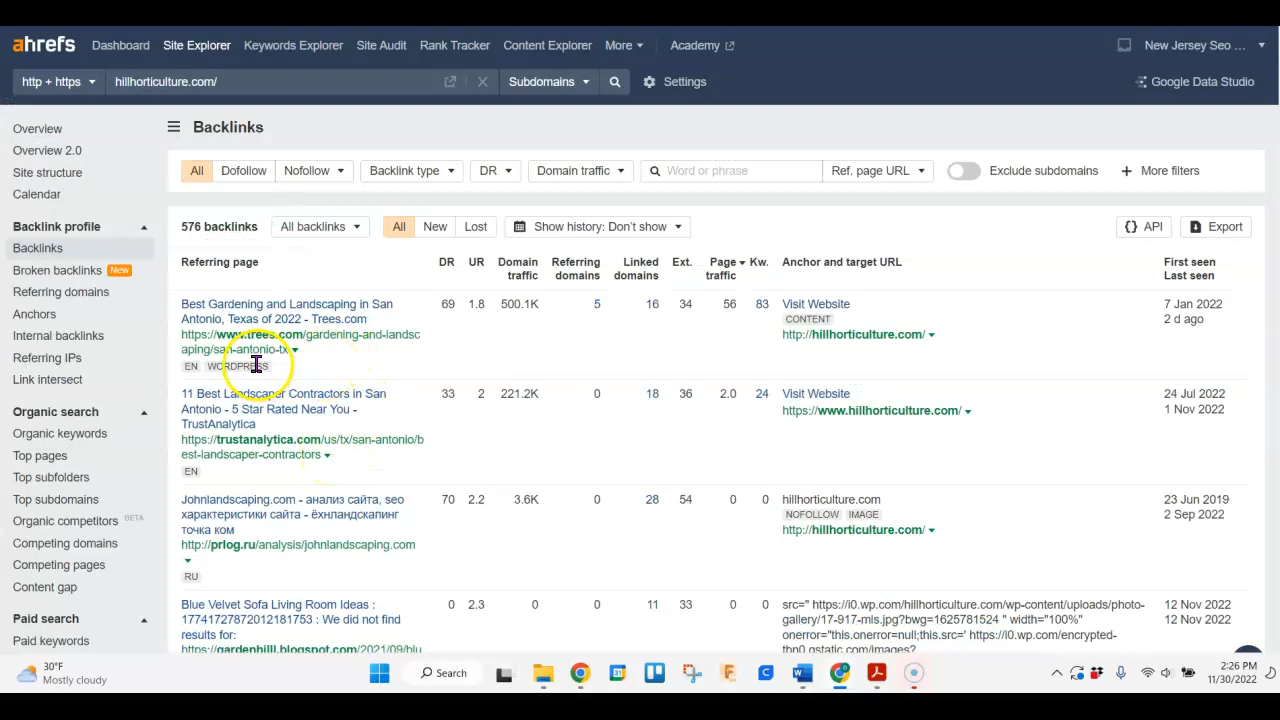 ahrefs Dashboard Site Explorer Keywords Explorer Site Audit Rank Tracker Content Explorer More Academy New Jersey Seo ...
http + https hillhorticulture.com/ Subdomains Settings Google Data Studio
Overview
Overview 2.0
Site structure
Calendar
Backlink profile
Backlinks
Broken backlinks New
Referring domains
Anchors
Internal backlinks
Referring IPs
Link intersect
Organic search
Organic keywords
Top pages
Top subfolders
Top subdomains
Organic competitors BETA
Competing domains
Competing pages
Content gap
Paid search
Paid keywords
Backlinks
All Dofollow Nofollow Backlink type DR Domain traffic Word or phrase Ref. page URL Exclude subdomains + More filters
576 backlinks All backlinks All New Lost Show history: Don't show {} API Export
Referring page DR UR Domain traffic Referring domains Linked domains Ext. Page traffic Kw. Anchor and target URL First seen Last seen
Best Gardening and Landscaping in San 69 1.8 500.1K 5 16 34 56 83 Visit Website 7 Jan 2022
Antonio, Texas of 2022 - Trees.com CONTENT 2 d ago
https://www.trees.com/gardening-and-landsc http://hillhorticulture.com/
aping/san-antonio-tx
EN WORDPRESS
11 Best Landscaper Contractors in San 33 2 221.2K 0 18 36 2.0 24 Visit Website 24 Jul 2022
Antonio - 5 Star Rated Near You - https://www.hillhorticulture.com/ 1 Nov 2022
TrustAnalytica
https://trustanalytica.com/us/tx/san-antonio/b
est-landscaper-contractors
EN
Johnlandscaping.com - анализ сайта, seo 70 2.2 3.6K 0 28 54 0 0 hillhorticulture.com 23 Jun 2019
характеристики сайта - ёхнландскапинг NOFOLLOW IMAGE 2 Sep 2022
точка ком http://hillhorticulture.com/
http://prlog.ru/analysis/johnlandscaping.com
RU
Blue Velvet Sofa Living Room Ideas : 0 2.3 0 0 11 33 0 0 src=" https://i0.wp.com/hillhorticulture.com/wp-content/uploads/photo- 12 Nov 2022
17741727872012181753 : We did not find gallery/17-917-mls.jpg?bwg=1625781524 " width="100%" 12 Nov 2022
results for: onerror="this.onerror=null;this.src=' https://i0.wp.com/encrypted-
https://gardenhilll.blogspot.com/2021/09/blu tbn0.gstatic.com/images?
30°F
Mostly cloudy
Search
2:26 PM
11/30/2022